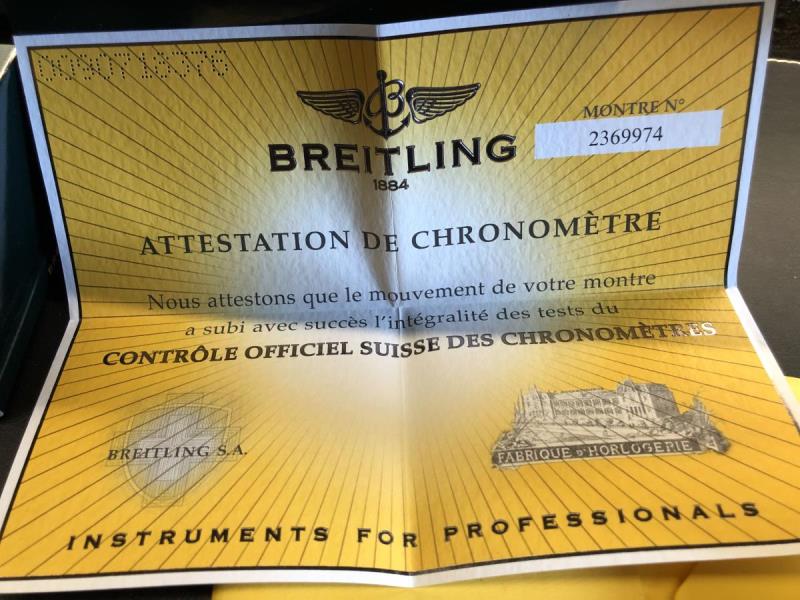 0090713376
B
BREITLING
1884
MONTRE N°
2369974
ATTESTATION DE CHRONOMÈTRE
Nous attestons que le mouvement de votre montre
a subi avec succès l'intégralité des tests du
CONTRÔLE OFFICIEL SUISSE DES CHRONOMÈTRES
BREITLING S.A.
FABRIQUE D'HORLOGERIE
INSTRUMENTS FOR PROFESSIONALS